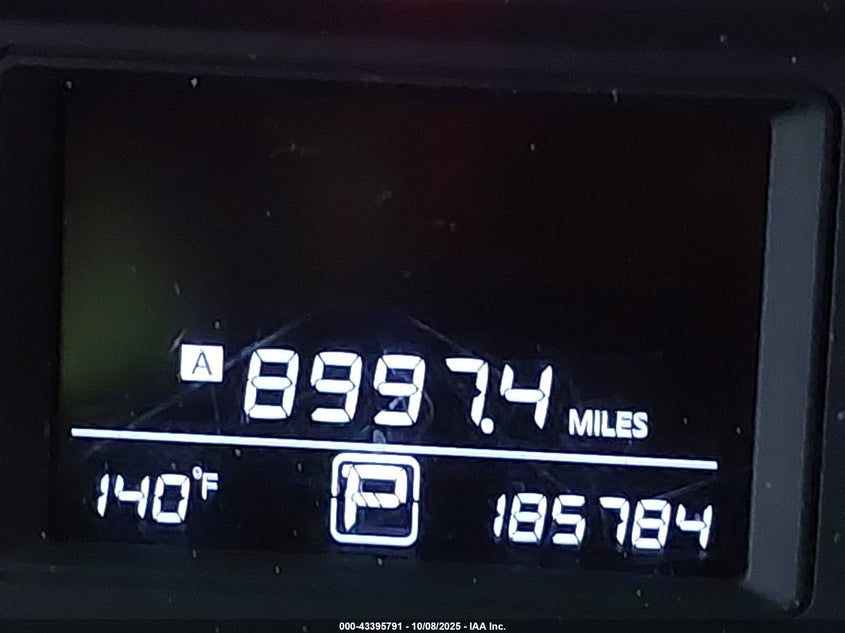 A 8997.4 MILES
140°F P 185784
000-43395791 - 10/08/2025 - IAA Inc.